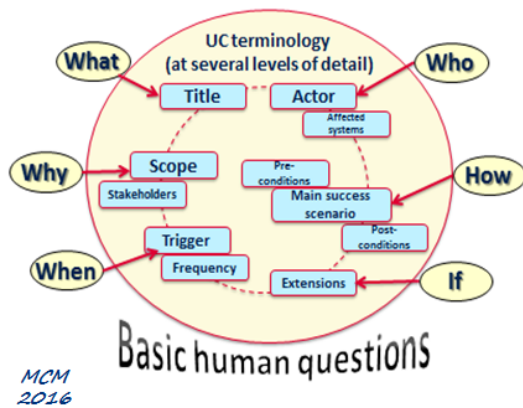 UC terminology
(at several levels of detail)
What
Who
Title
Actor
Affected
systems
Why
Scope
Stakeholders
Pre-
conditions
Main success
scenario
How
Post-
conditions
When
Trigger
Frequency
Extensions
If
Basic human questions
MCM
2016